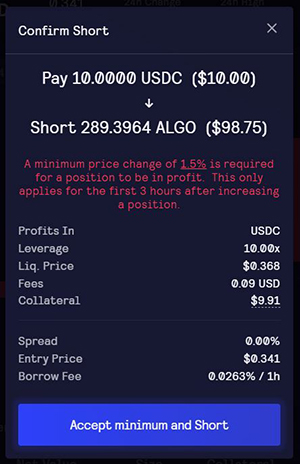 Confirm Short
Pay 10.0000 USDC ($10.00)
Short 289.3964 ALGO ($98.75)
A minimum price change of 1.5% is required
for a position to be in profit. This only
applies for the first 3 hours after increasing
a position.
Profits In USDC
Leverage 10.00x
Liq. Price $0.368
Fees 0.09 USD
Collateral $9.91
Spread 0.00%
Entry Price $0.341
Borrow Fee 0.0263% / 1h
Accept minimum and Short